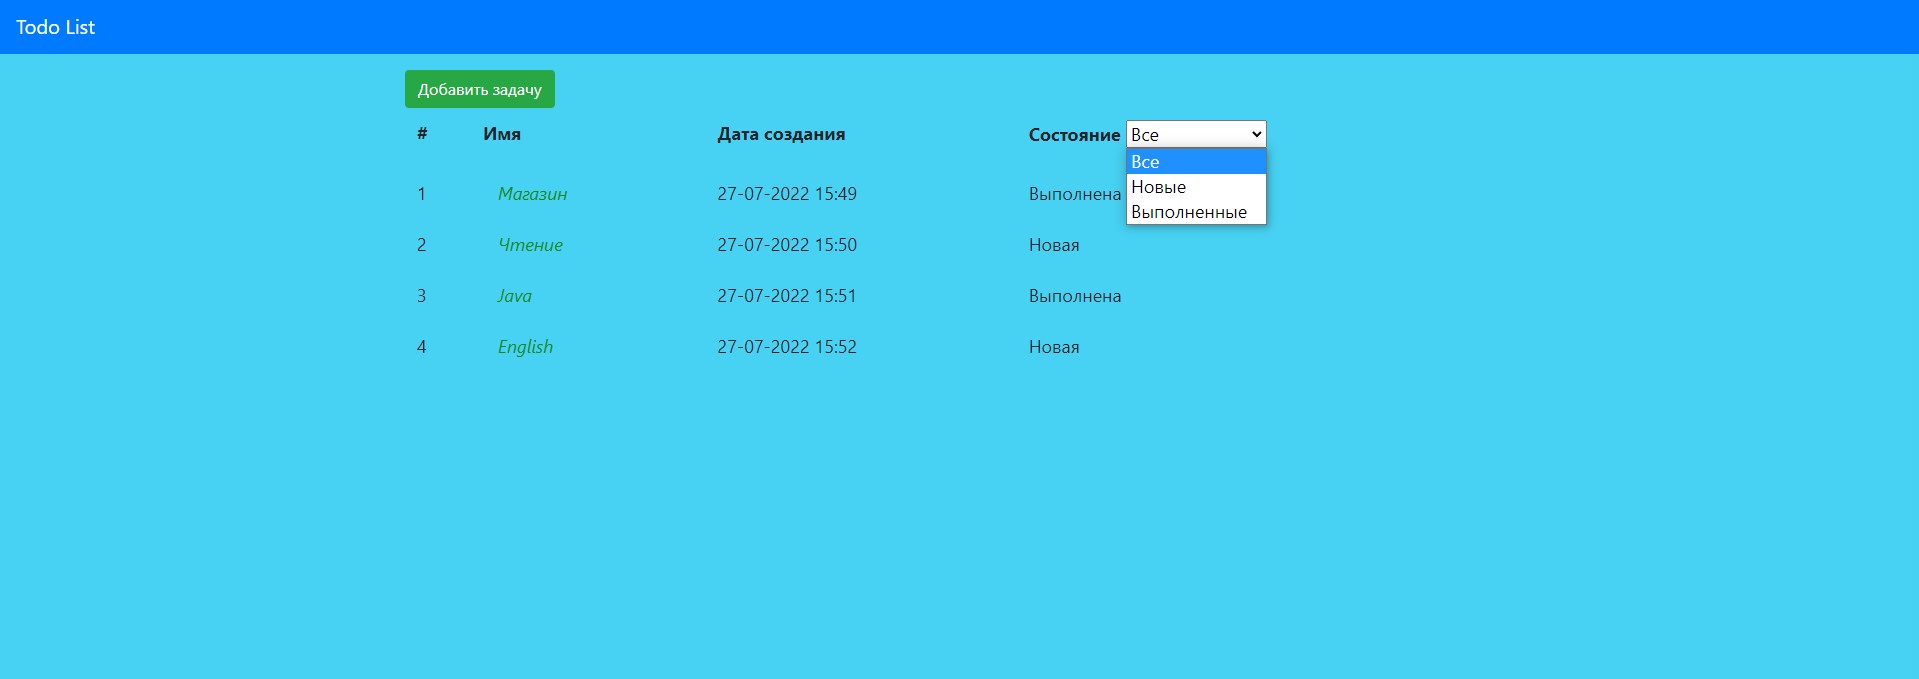 Todo List
Добавить задачу
# Имя Дата создания Состояние Все
Все
1 Магазин 27-07-2022 15:49 Выполнена
Новые
Выполненные
2 Чтение 27-07-2022 15:50 Новая
3 Java 27-07-2022 15:51 Выполнена
4 English 27-07-2022 15:52 Новая